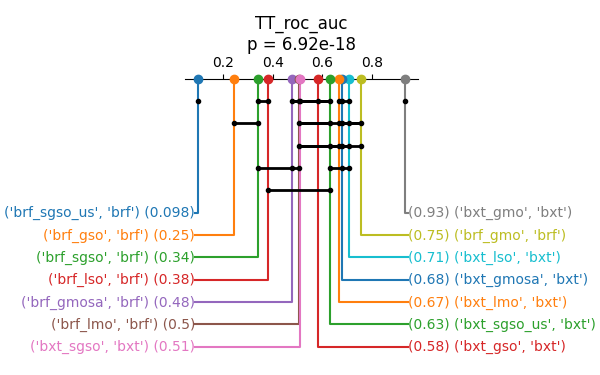 TT_roc_auc
p = 6.92e-18
0.2 0.4 0.6 0.8
('brf_sgso_us', 'brf') (0.098) (0.93) ('bxt_gmo', 'bxt')
('brf_gso', 'brf') (0.25) (0.75) ('brf_gmo', 'brf')
('brf_sgso', 'brf') (0.34) (0.71) ('bxt_lso', 'bxt')
('brf_lso', 'brf') (0.38) (0.68) ('bxt_gmosa', 'bxt')
('brf_gmosa', 'brf') (0.48) (0.67) ('bxt_lmo', 'bxt')
('brf_lmo', 'brf') (0.5) (0.63) ('bxt_sgso_us', 'bxt')
('bxt_sgso', 'bxt') (0.51) (0.58) ('bxt_gso', 'bxt')